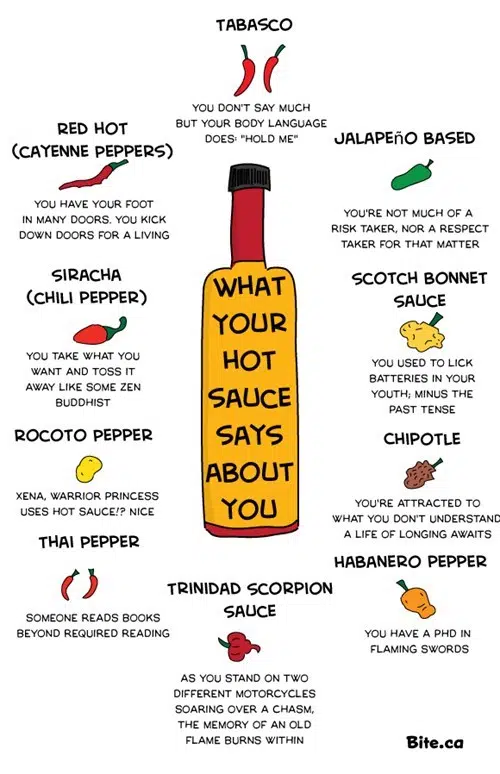 TABASCO
YOU DON'T SAY MUCH
BUT YOUR BODY LANGUAGE
DOES: "HOLD ME"
RED HOT
(CAYENNE PEPPERS)
YOU HAVE YOUR FOOT
IN MANY DOORS. YOU KICK
DOWN DOORS FOR A LIVING
JALAPEñO BASED
YOU'RE NOT MUCH OF A
RISK TAKER, NOR A RESPECT
TAKER FOR THAT MATTER
SIRACHA
(CHILI PEPPER)
YOU TAKE WHAT YOU
WANT AND TOSS IT
AWAY LIKE SOME ZEN
BUDDHIST
WHAT
YOUR
HOT
SAUCE
SAYS
ABOUT
YOU
SCOTCH BONNET
SAUCE
YOU USED TO LICK
BATTERIES IN YOUR
YOUTH; MINUS THE
PAST TENSE
ROCOTO PEPPER
XENA, WARRIOR PRINCESS
USES HOT SAUCE!? NICE
CHIPOTLE
YOU'RE ATTRACTED TO
WHAT YOU DON'T UNDERSTAND
A LIFE OF LONGING AWAITS
THAI PEPPER
SOMEONE READS BOOKS
BEYOND REQUIRED READING
HABANERO PEPPER
YOU HAVE A PHD IN
FLAMING SWORDS
TRINIDAD SCORPION
SAUCE
AS YOU STAND ON TWO
DIFFERENT MOTORCYCLES
SOARING OVER A CHASM,
THE MEMORY OF AN OLD
FLAME BURNS WITHIN
Bite.ca